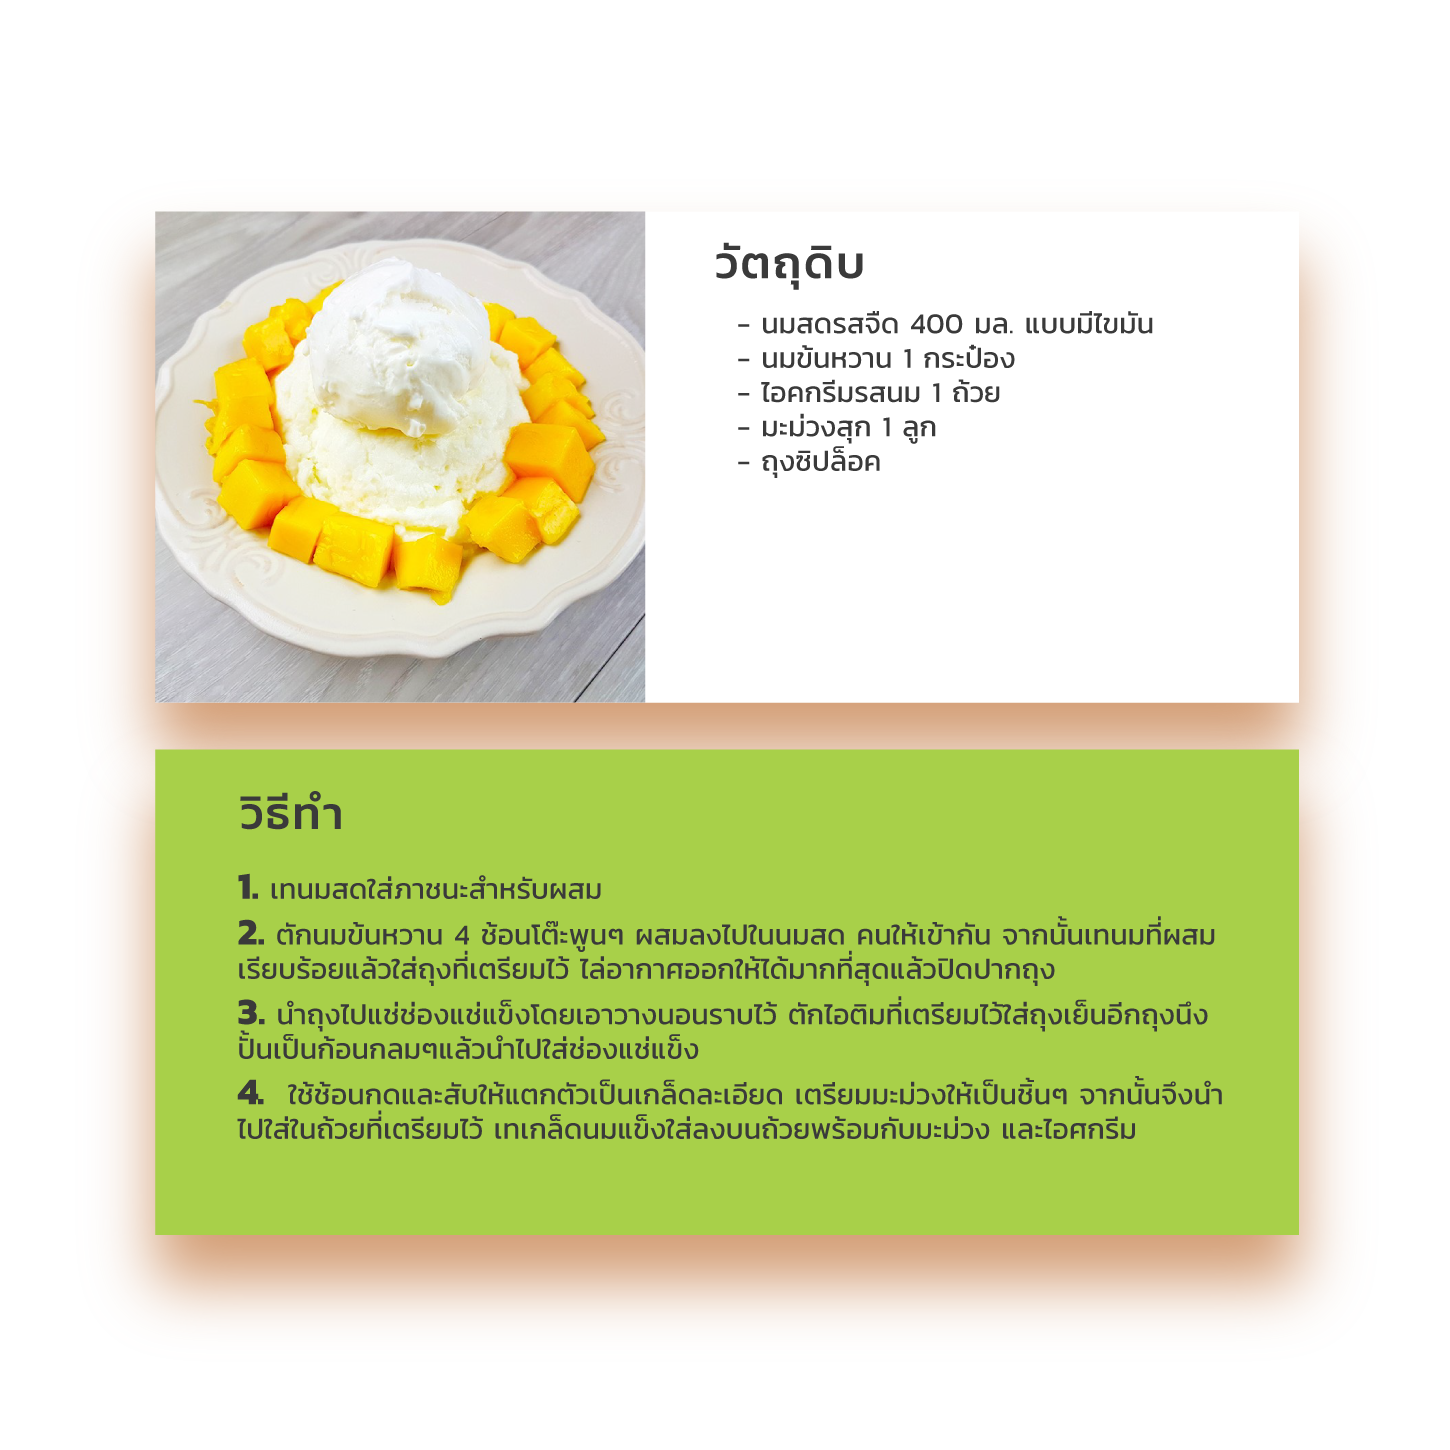 วัตถุดิบ
- นมสดรสจืด 400 มล. แบบมีไขมัน
- นมข้นหวาน 1 กระป๋อง
- ไอคกรีมรสนม 1 ถ้วย
- มะม่วงสุก 1 ลูก
- ถุงซิปล็อค
วิธีทำ
1. เทนมสดใส่ภาชนะสำหรับผสม
2. ตักนมข้นหวาน 4 ช้อนโต๊ะพูนๆ ผสมลงไปในนมสด คนให้เข้ากัน จากนั้นเทนมที่ผสม
เรียบร้อยแล้วใส่ถุงที่เตรียมไว้ ไล่อากาศออกให้ได้มากที่สุดแล้วปิดปากถุง
3. นำถุงไปแช่ช่องแช่แข็งโดยเอาวางนอนราบไว้ ตักไอติมที่เตรียมไว้ใส่ถุงเย็นอีกถุงนึง
ปั้นเป็นก้อนกลมๆแล้วนำไปใส่ช่องแช่แข็ง
4. ใช้ช้อนกดและสับให้แตกตัวเป็นเกล็ดละเอียด เตรียมมะม่วงให้เป็นชิ้นๆ จากนั้นจึงนำ
ไปใส่ในถ้วยที่เตรียมไว้ เทเกล็ดนมแข็งใส่ลงบนถ้วยพร้อมกับมะม่วง และไอศกรีม